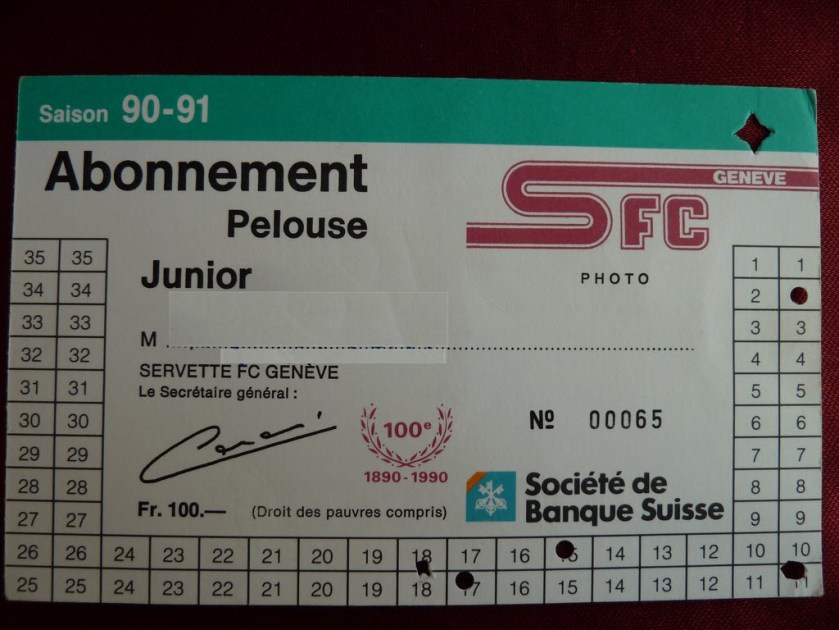 Saison 90-91
Abonnement
Pelouse
GENEVE
SFC
Junior
PHOTO
M
SERVETTE FC GENÈVE
Le Secrétaire général :
100e
1890-1990
Nº 00065
Fr. 100.— (Droit des pauvres compris)
Société de
Banque Suisse
35 35
34 34
33 33
32 32
31 31
30 30
29 29
28 28
27 27
1 1
2
3 3
4 4
5 5
6 6
7 7
8 8
9 9
26 26 24 23 22 21 20 19 18 17 16 15 14 13 12 10 10
25 25 24 23 22 21 20 19 18 17 16 15 14 13 12 11 11